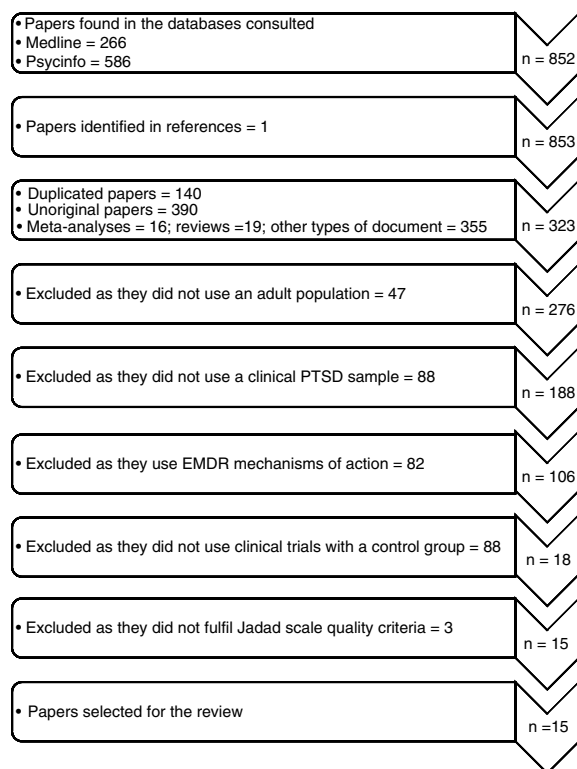 • Papers found in the databases consulted
• Medline = 266
• Psycinfo = 586
n = 852
• Papers identified in references = 1
n = 853
• Duplicated papers = 140
• Unoriginal papers = 390
• Meta-analyses = 16; reviews =19; other types of document = 355
n = 323
• Excluded as they did not use an adult population = 47
n = 276
• Excluded as they did not use a clinical PTSD sample = 88
n = 188
• Excluded as they use EMDR mechanisms of action = 82
n = 106
• Excluded as they did not use clinical trials with a control group = 88
n = 18
• Excluded as they did not fulfil Jadad scale quality criteria = 3
n = 15
• Papers selected for the review
n =15